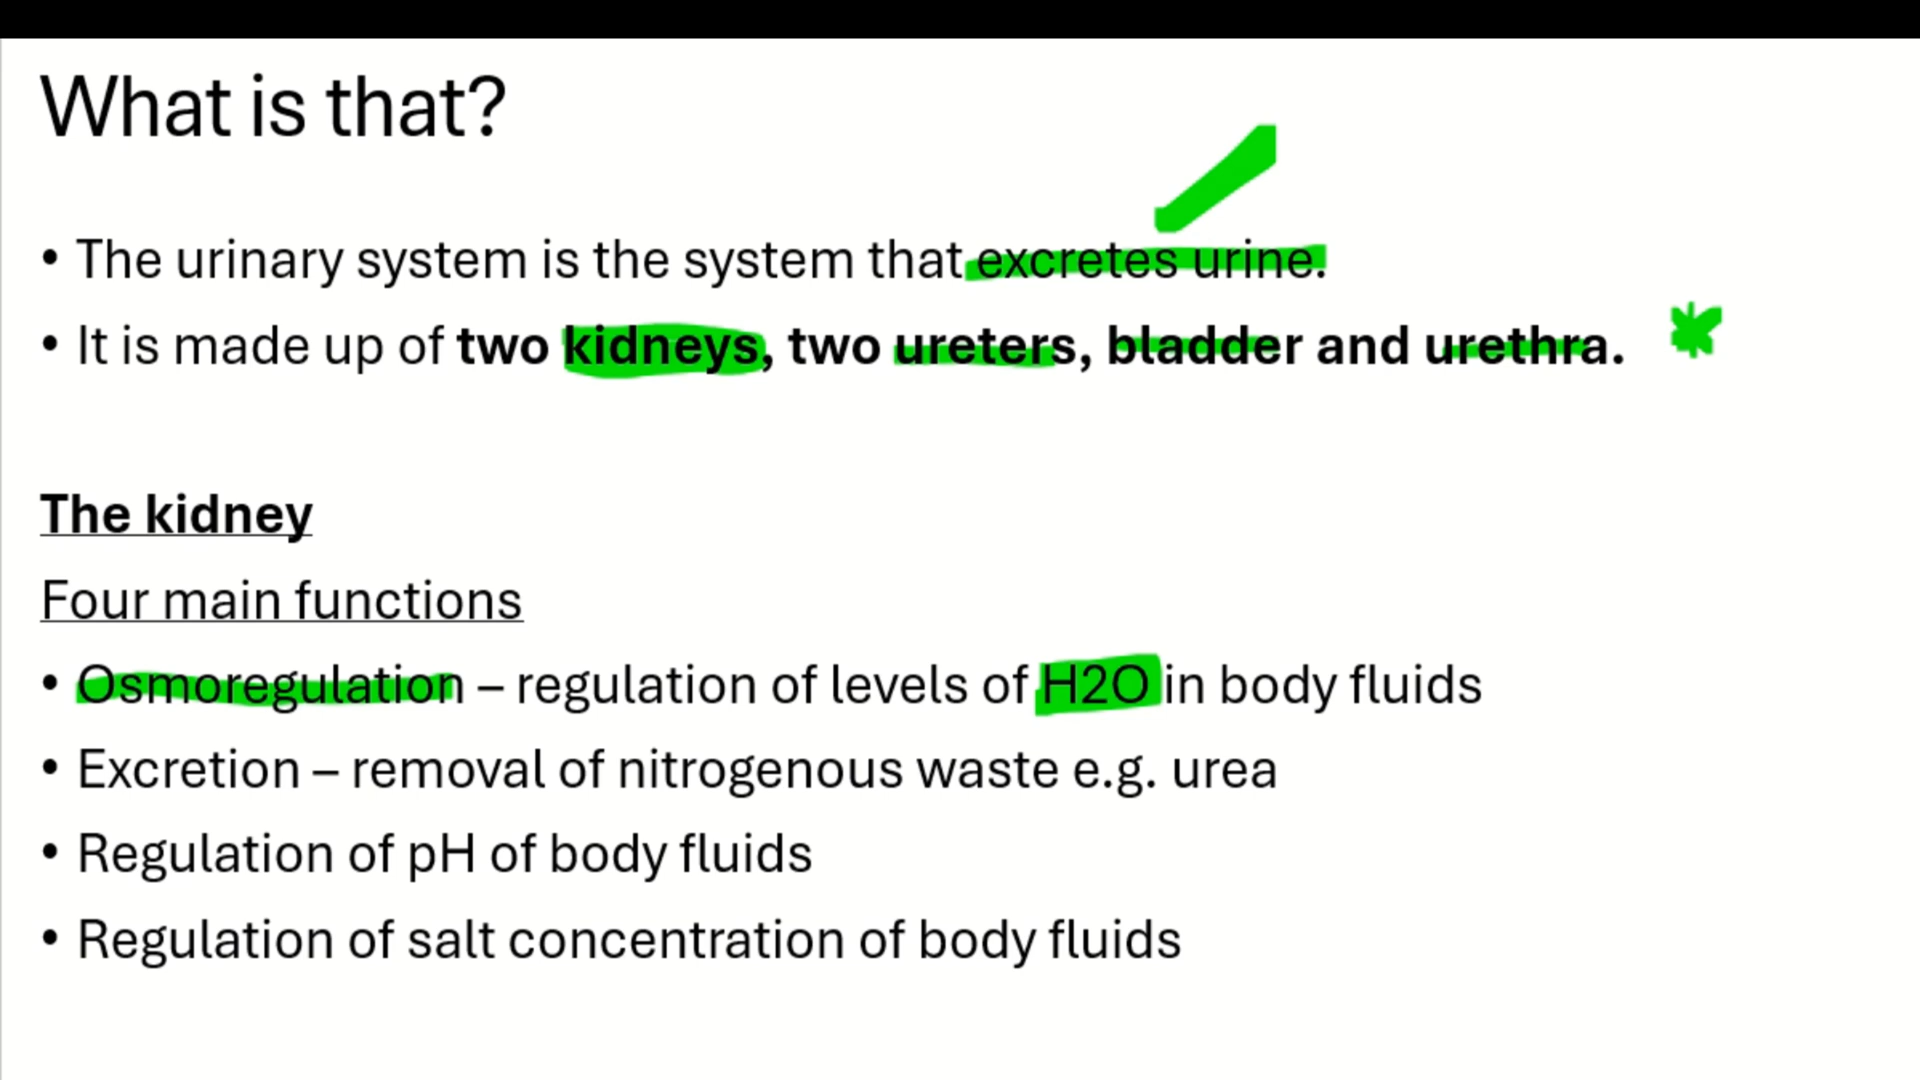 What is that?
• The urinary system is the system that excretes urine.
• It is made up of two kidneys, two ureters, bladder and urethra.
The kidney
Four main functions
• Osmoregulation – regulation of levels of H2O in body fluids
• Excretion – removal of nitrogenous waste e.g. urea
• Regulation of pH of body fluids
• Regulation of salt concentration of body fluids